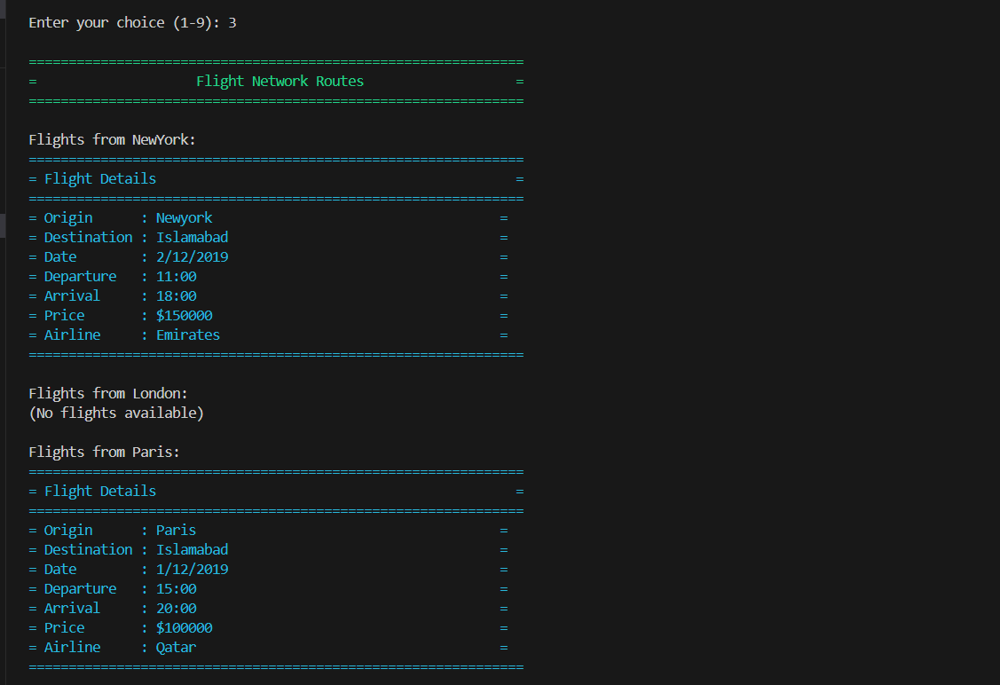 Enter your choice (1-9): 3
==============================================================
=                    Flight Network Routes                   =
==============================================================
Flights from NewYork:
==============================================================
= Flight Details                                             =
==============================================================
= Origin      : Newyork                                    =
= Destination : Islamabad                                  =
= Date        : 2/12/2019                                  =
= Departure   : 11:00                                      =
= Arrival     : 18:00                                      =
= Price       : $150000                                    =
= Airline     : Emirates                                   =
==============================================================
Flights from London:
(No flights available)
Flights from Paris:
==============================================================
= Flight Details                                             =
==============================================================
= Origin      : Paris                                      =
= Destination : Islamabad                                  =
= Date        : 1/12/2019                                  =
= Departure   : 15:00                                      =
= Arrival     : 20:00                                      =
= Price       : $100000                                    =
= Airline     : Qatar                                      =
==============================================================